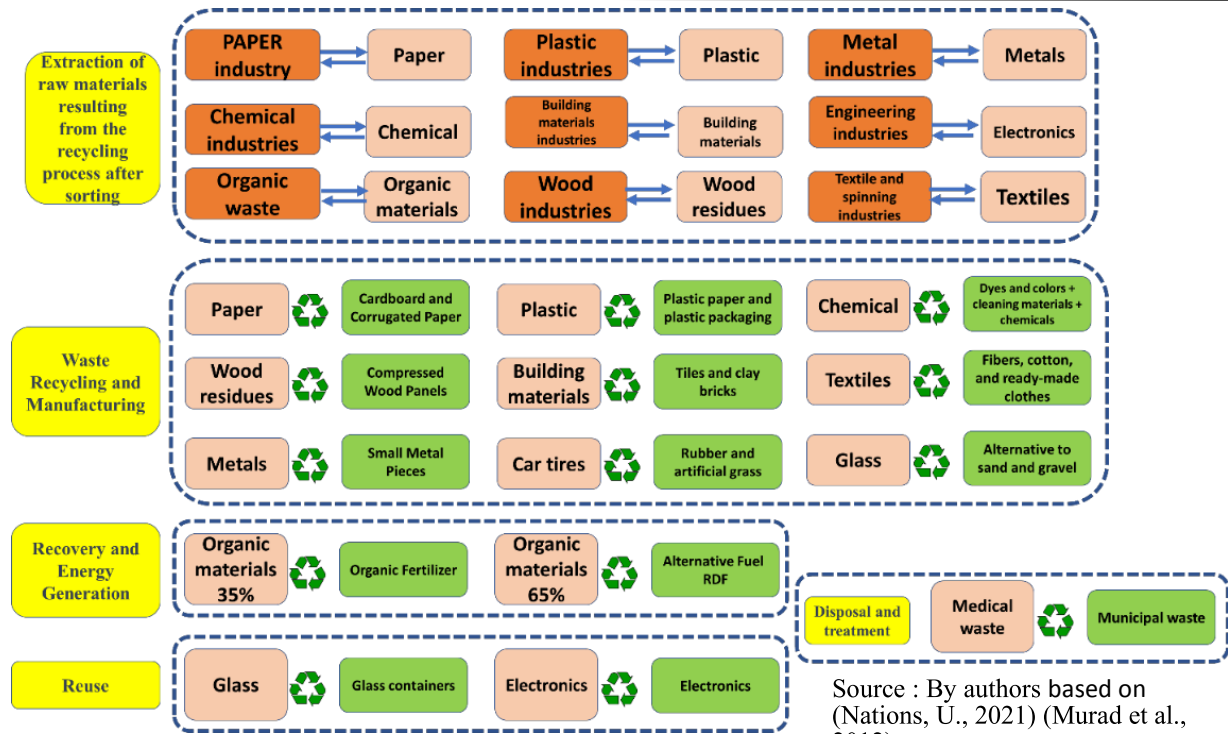 Extraction of
raw materials
resulting
from the
recycling
process after
sorting
PAPER
industry
Paper
Plastic
industries
Plastic
Metal
industries
Metals
Chemical
industries
Chemical
Building
materials
industries
Building
materials
Engineering
industries
Electronics
Organic
waste
Organic
materials
Wood
industries
Wood
residues
Textile and
spinning
industries
Textiles
Waste
Recycling and
Manufacturing
Paper
Cardboard and
Corrugated Paper
Plastic
Plastic paper and
plastic packaging
Chemical
Dyes and colors +
cleaning materials +
chemicals
Wood
residues
Compressed
Wood Panels
Building
materials
Tiles and clay
bricks
Textiles
Fibers, cotton,
and ready-made
clothes
Metals
Small Metal
Pieces
Car tires
Rubber and
artificial grass
Glass
Alternative to
sand and gravel
Recovery and
Energy
Generation
Organic
materials
35%
Organic Fertilizer
Organic
materials
65%
Alternative Fuel
RDF
Disposal and
treatment
Medical
waste
Municipal waste
Reuse
Glass
Glass containers
Electronics
Electronics
Source : By authors based on
(Nations, U., 2021) (Murad et al.,